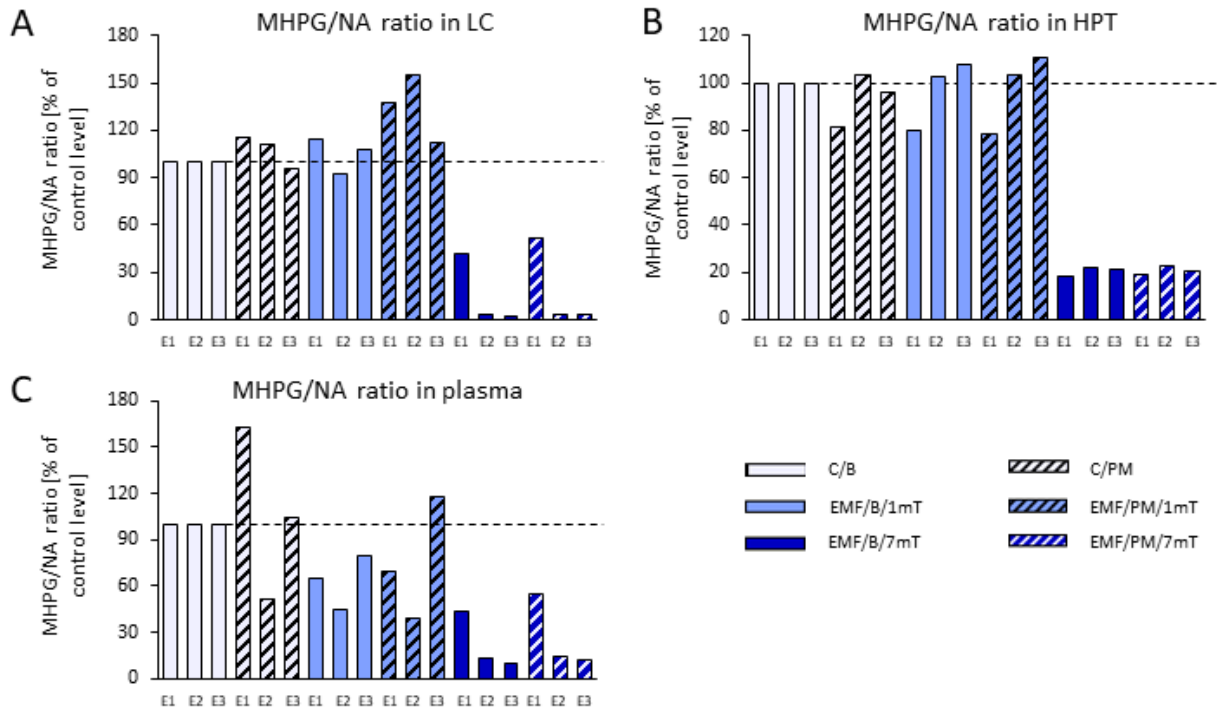 A
MHPG/NA ratio in LC
MHPG/NA ratio [% of
control level]
180
150
120
90
60
30
0
E1 E2 E3 E1 E2 E3 E1 E2 E3 E1 E2 E3 E1 E2 E3 E1 E2 E3
B
MHPG/NA ratio in HPT
MHPG/NA ratio [% of
control level]
120
100
80
60
40
20
0
E1 E2 E3 E1 E2 E3 E1 E2 E3 E1 E2 E3 E1 E2 E3 E1 E2 E3
C
MHPG/NA ratio in plasma
MHPG/NA ratio [% of
control level]
180
150
120
90
60
30
0
E1 E2 E3 E1 E2 E3 E1 E2 E3 E1 E2 E3 E1 E2 E3 E1 E2 E3
C/B
C/PM
EMF/B/1mT
EMF/PM/1mT
EMF/B/7mT
EMF/PM/7mT